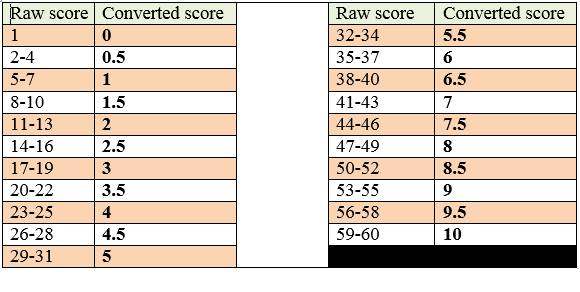 Raw score Converted score Raw score Converted score
1 0 32-34 5.5
2-4 0.5 35-37 6
5-7 1 38-40 6.5
8-10 1.5 41-43 7
11-13 2 44-46 7.5
14-16 2.5 47-49 8
17-19 3 50-52 8.5
20-22 3.5 53-55 9
23-25 4 56-58 9.5
26-28 4.5 59-60 10
29-31 5